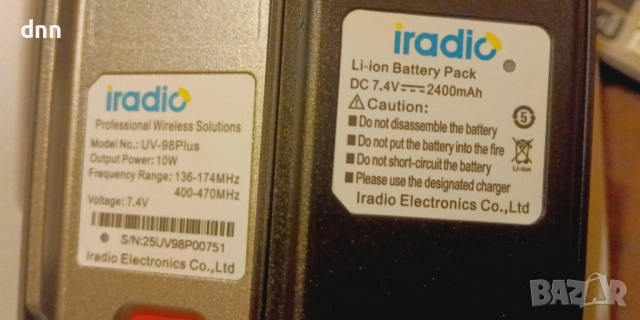 dnn
iradio
Professional Wireless Solutions
Model No.: UV-98Plus
Output Power: 10W
Frequency Range: 136-174MHz
400-470MHz
Voltage: 7,4V
S/N:25UV98P00751
Iradio Electronics Co.,Ltd
iradio
Li-ion Battery Pack
DC 7.4V⎓2400mAh
⚠Caution:
■Do not disassemble the battery
■Do not put the battery into the fire
■Do not short-circuit the battery
■Please use the designated charger
Iradio Electronics Co.,Ltd
5
Li-ion
BAZAR